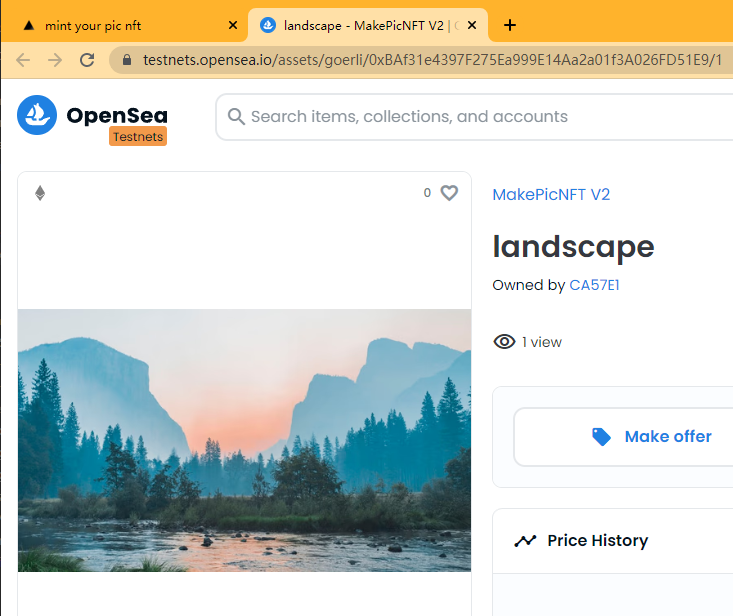 mint your pic nft
landscape - MakePicNFT V2 |
testnets.opensea.io/assets/goerli/0xBAf31e4397F275Ea999E14Aa2a01f3A026FD51E9/1
OpenSea
Testnets
Search items, collections, and accounts
0
MakePicNFT V2
landscape
Owned by CA57E1
1 view
Make offer
Price History